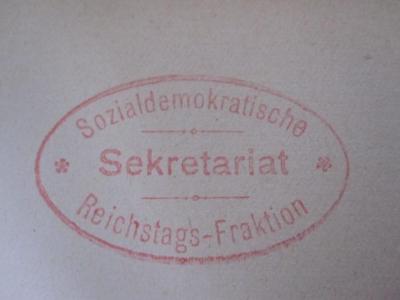 Sozialdemokratische
Sekretariat
Reichstags-Fraktion